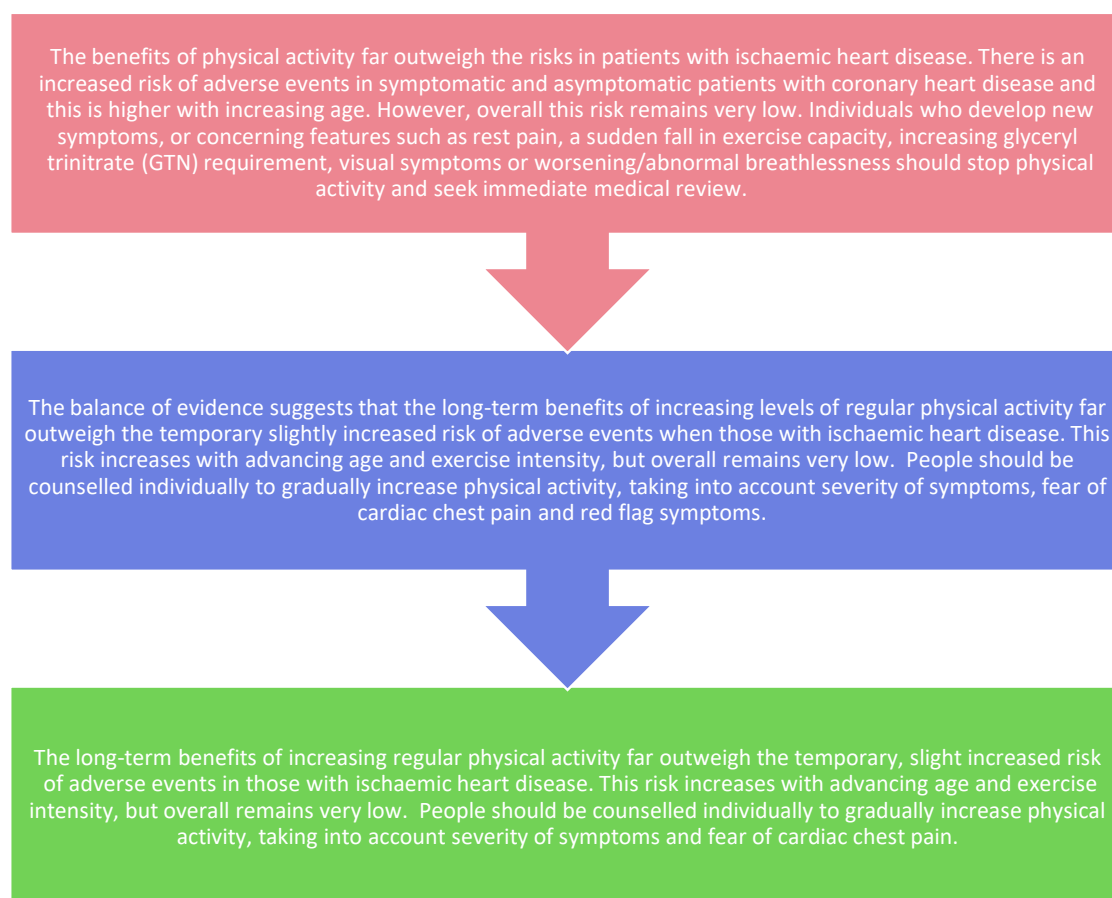 The benefits of physical activity far outweigh the risks in patients with ischaemic heart disease. There is an
increased risk of adverse events in symptomatic and asymptomatic patients with coronary heart disease and
this is higher with increasing age. However, overall this risk remains very low. Individuals who develop new
symptoms, or concerning features such as rest pain, a sudden fall in exercise capacity, increasing glyceryl
trinitrate (GTN) requirement, visual symptoms or worsening/abnormal breathlessness should stop physical
activity and seek immediate medical review.
The balance of evidence suggests that the long-term benefits of increasing levels of regular physical activity far
outweigh the temporary slightly increased risk of adverse events when those with ischaemic heart disease. This
risk increases with advancing age and exercise intensity, but overall remains very low.  People should be
counselled individually to gradually increase physical activity, taking into account severity of symptoms, fear of
cardiac chest pain and red flag symptoms.
The long-term benefits of increasing regular physical activity far outweigh the temporary, slight increased risk
of adverse events in those with ischaemic heart disease. This risk increases with advancing age and exercise
intensity, but overall remains very low.  People should be counselled individually to gradually increase physical
activity, taking into account severity of symptoms and fear of cardiac chest pain.